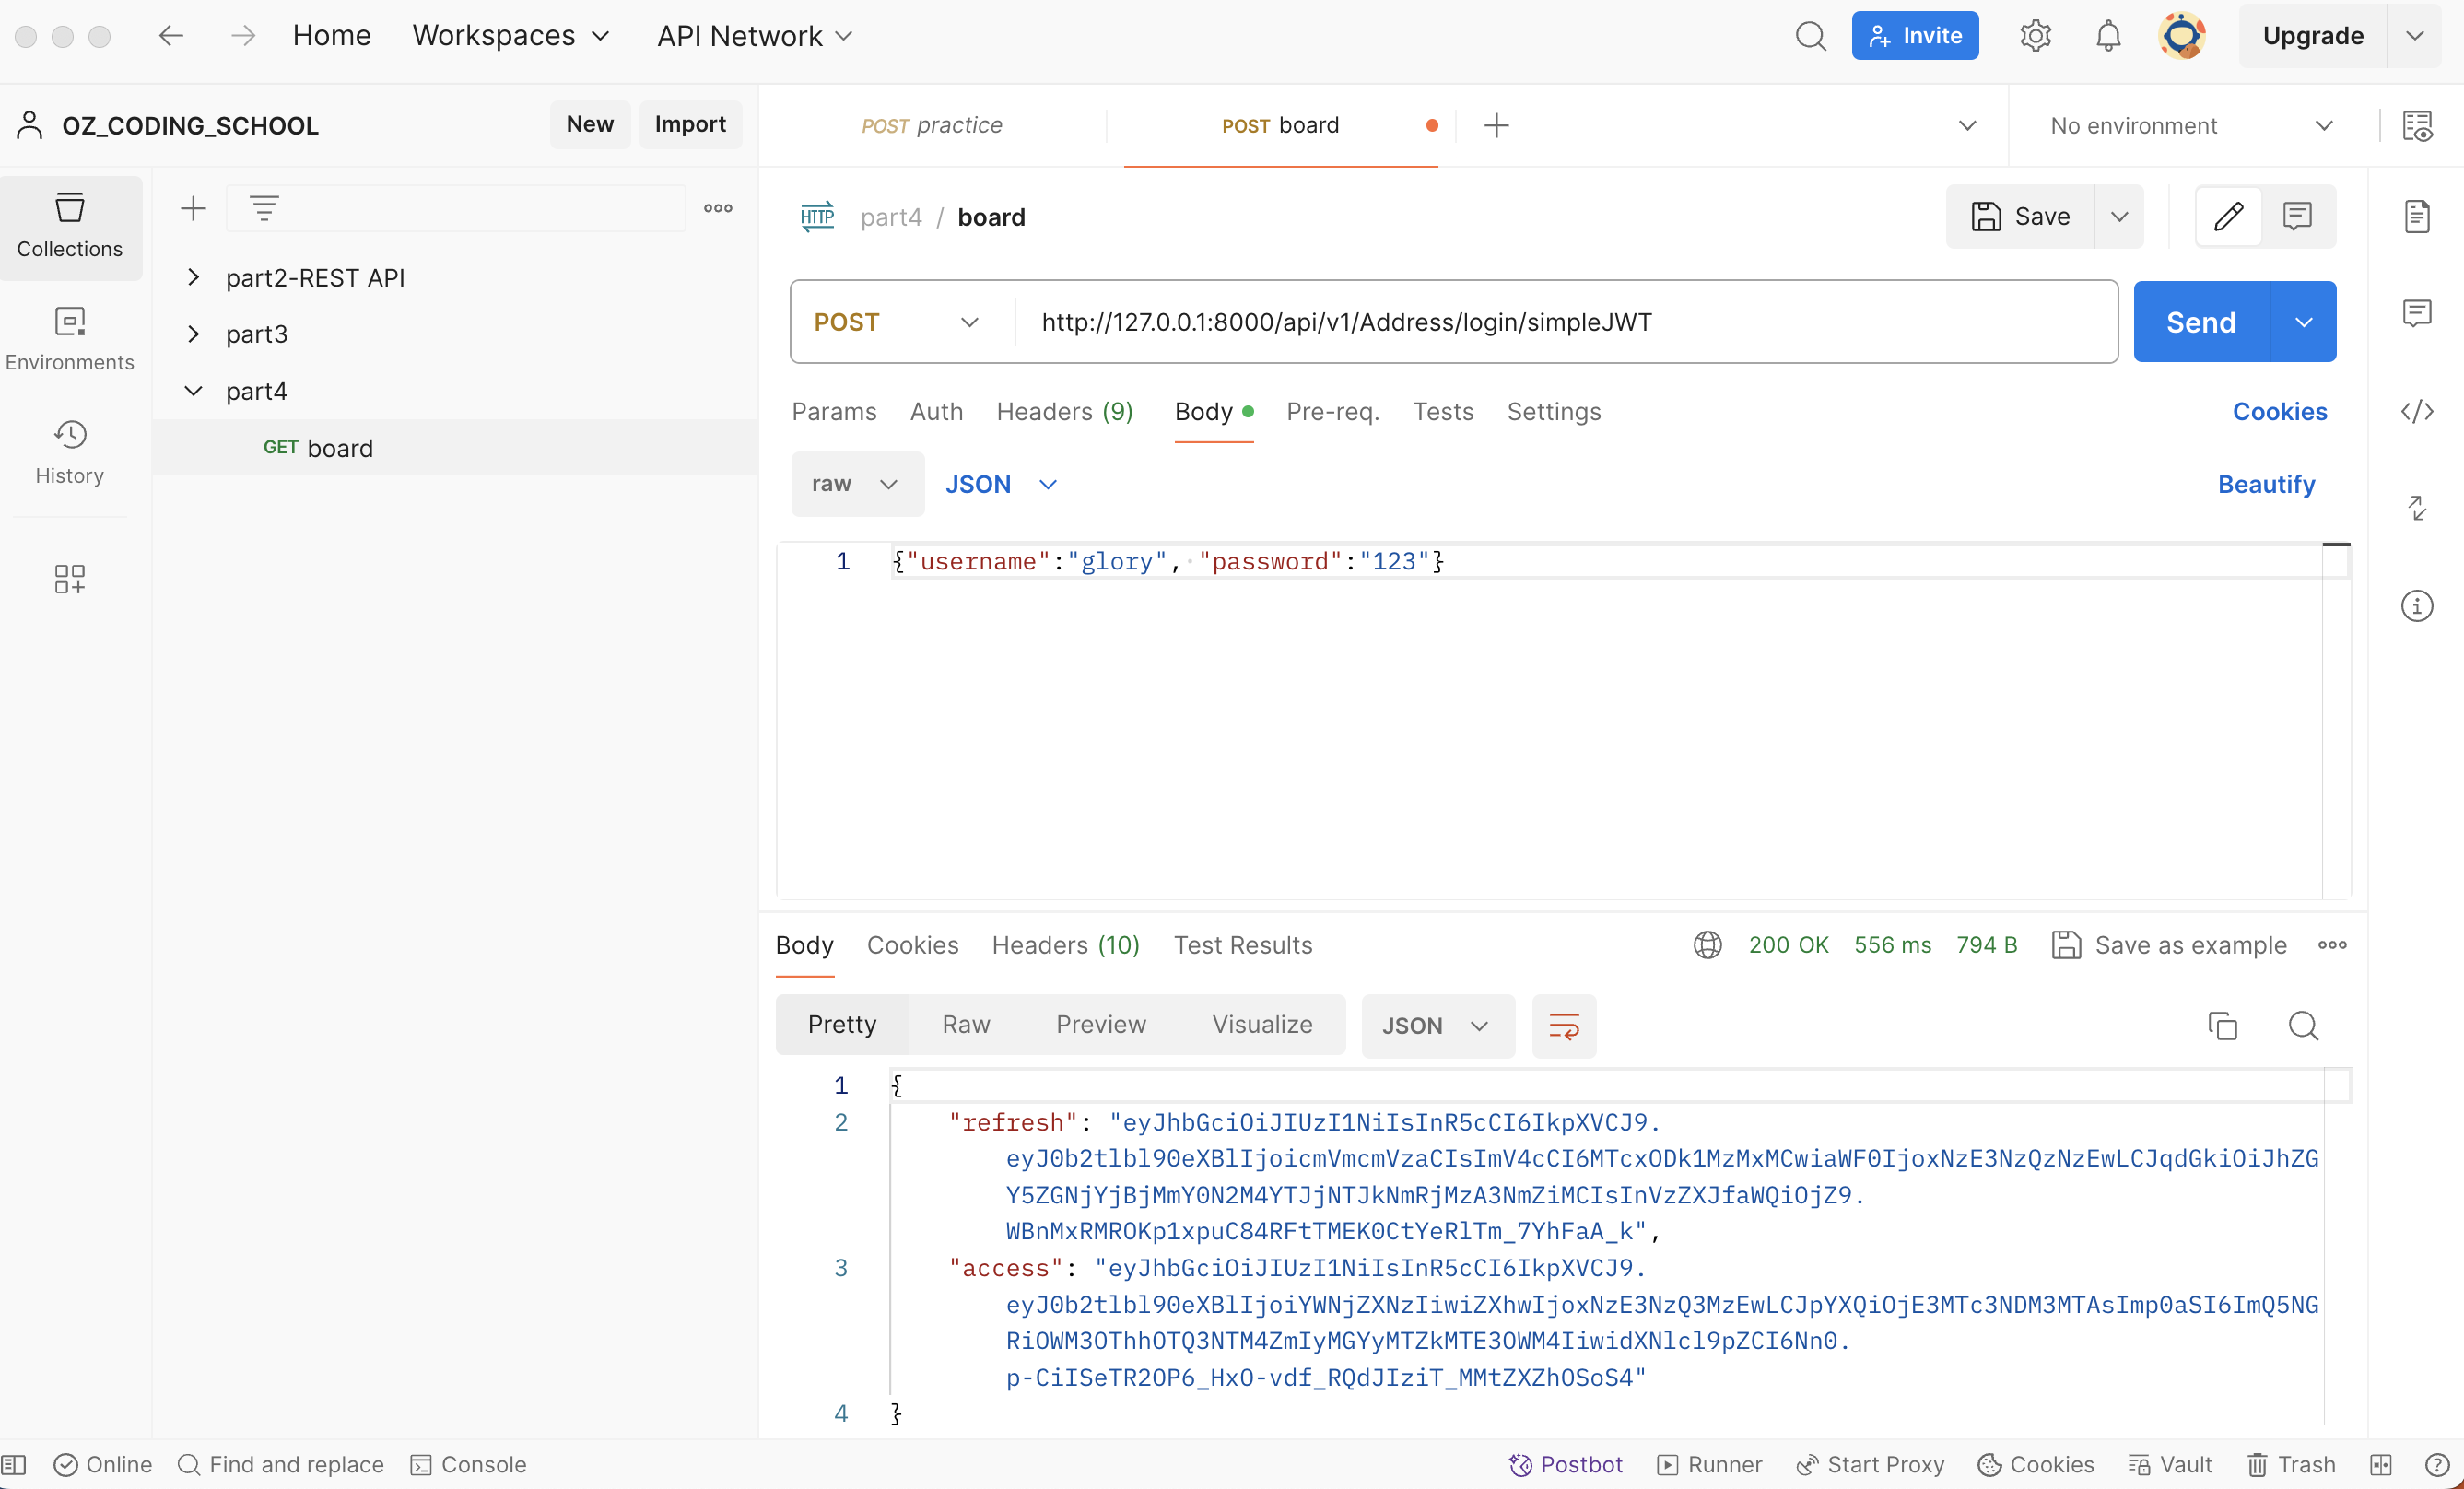 Home Workspaces API Network Invite Upgrade
OZ_CODING_SCHOOL New Import
POST practice POST board No environment
Collections
Environments
History
part2-REST API
part3
part4
GET board
HTTP part4 / board Save
POST http://127.0.0.1:8000/api/v1/Address/login/simpleJWT Send
Params Auth Headers (9) Body Pre-req. Tests Settings Cookies
raw JSON Beautify
1 {"username":"glory", "password":"123"}
Body Cookies Headers (10) Test Results 200 OK 556 ms 794 B Save as example
Pretty Raw Preview Visualize JSON
1 {
2 "refresh": "eyJhbGciOiJIUzI1NiIsInR5cCI6IkpXVCJ9.
eyJ0b2tlbl90eXBlIjoicmVmcmVzaCIsImV4cCI6MTcxODk1MzMxMCwiaWF0IjoxNzE3NzQzNzEwLCJqdGkiOiJhZG
Y5ZGNjYjBjMmY0N2M4YTJjNTJkNmRjMzA3NmZiMCIsInVzZXJfaWQiOjZ9.
WBnMxRMROKp1xpuC84RFtTMEK0CtYeRlTm_7YhFaA_k",
3 "access": "eyJhbGciOiJIUzI1NiIsInR5cCI6IkpXVCJ9.
eyJ0b2tlbl90eXBlIjoiYWNjZXNzIiwiZXhwIjoxNzE3NzQ3MzEwLCJpYXQiOjE3MTc3NDM3MTAsImp0aSI6ImQ5NG
RiOWM3OThhOTQ3NTM4ZmIyMGYyMTZkMTE3OWM4IiwidXNlcl9pZCI6Nn0.
p-CiISeTR2OP6_HxO-vdf_RQdJIziT_MMtZXZhOSoS4"
4 }
Online Find and replace Console Postbot Runner Start Proxy Cookies Vault Trash